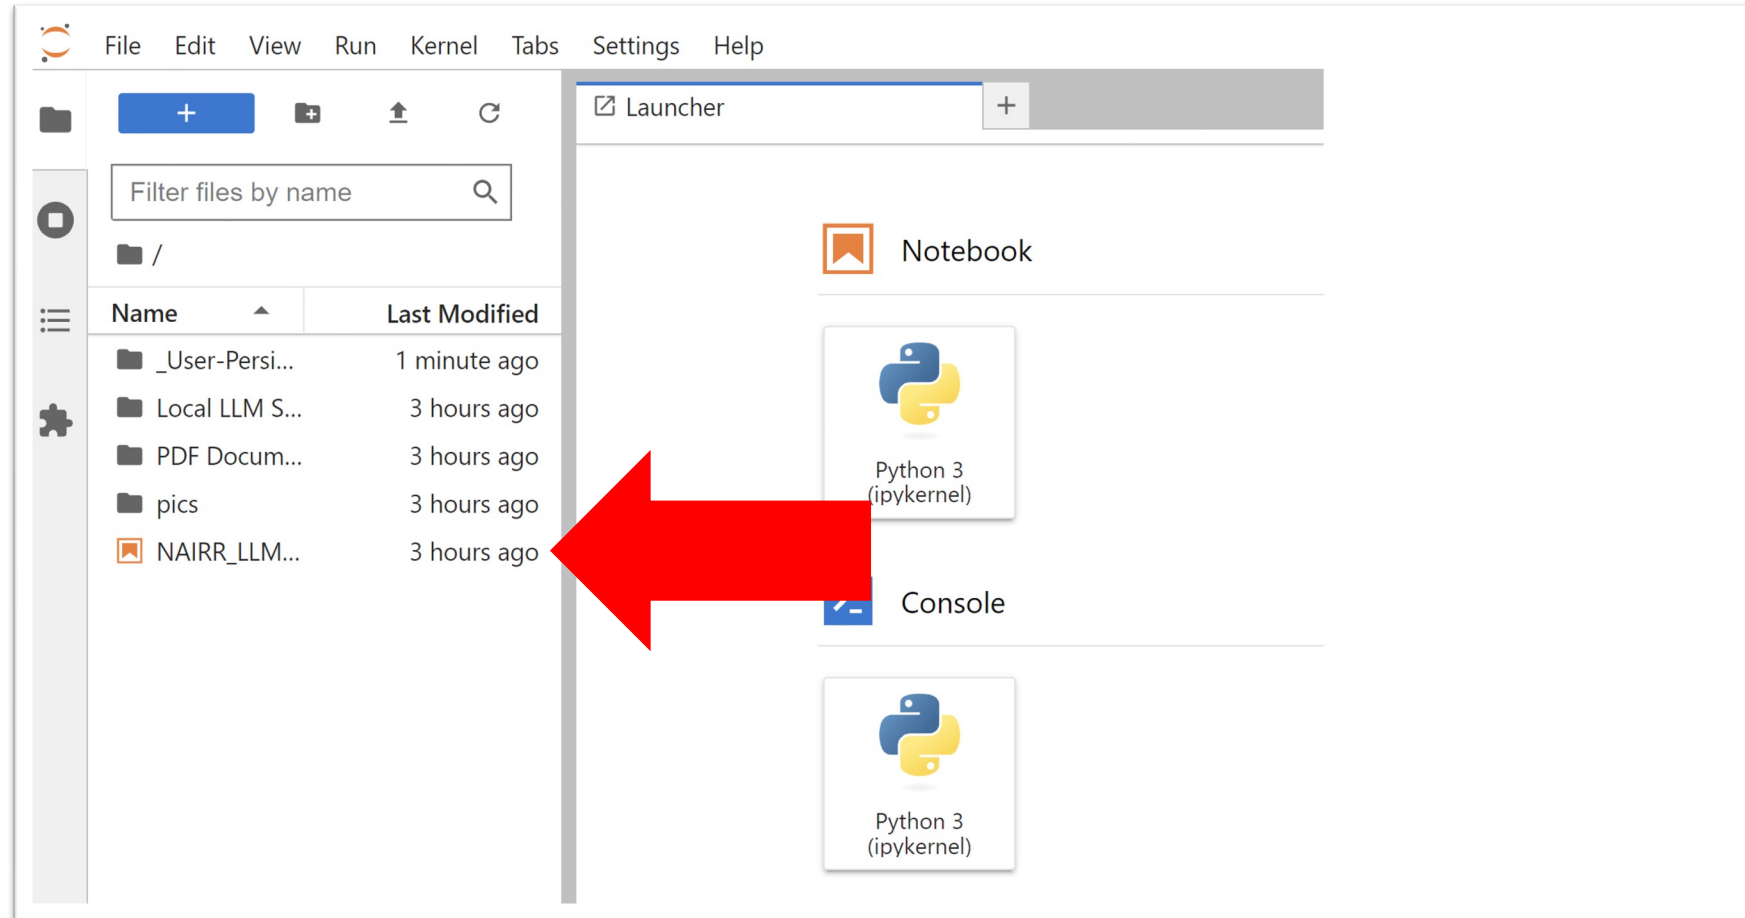 File Edit View Run Kernel Tabs Settings Help
+
Launcher
+
Filter files by name
/
Name Last Modified
_User-Persi... 1 minute ago
Local LLM S... 3 hours ago
PDF Docum... 3 hours ago
pics 3 hours ago
NAIRR_LLM... 3 hours ago
Notebook
Python 3
(ipykernel)
Console
Python 3
(ipykernel)